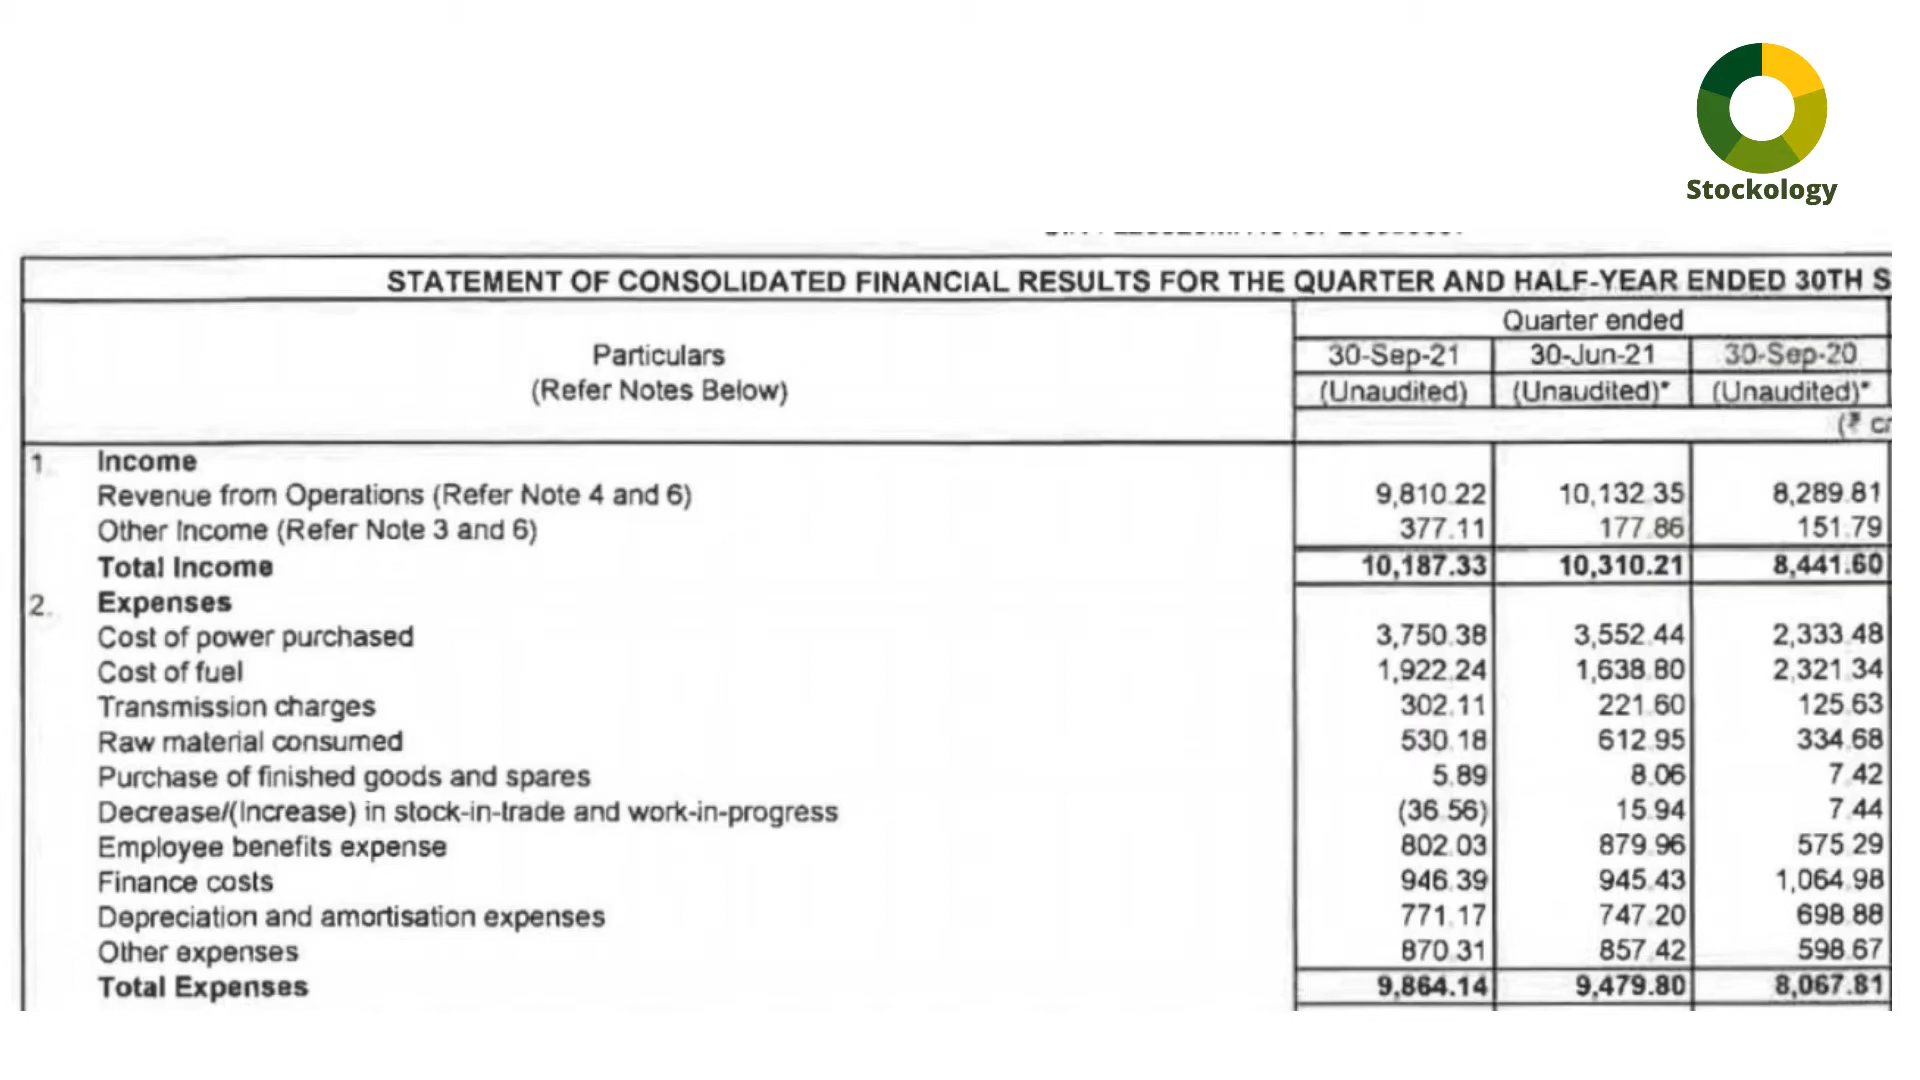 Stockology
STATEMENT OF CONSOLIDATED FINANCIAL RESULTS FOR THE QUARTER AND HALF-YEAR ENDED 30TH S
Quarter ended
Particulars 30-Sep-21 30-Jun-21 30-Sep-20
(Refer Notes Below) (Unaudited) (Unaudited)* (Unaudited)*
(₹ cr
1. Income
Revenue from Operations (Refer Note 4 and 6) 9,810.22 10,132.35 8,289.81
Other Income (Refer Note 3 and 6) 377.11 177.86 151.79
Total Income 10,187.33 10,310.21 8,441.60
2. Expenses
Cost of power purchased 3,750.38 3,552.44 2,333.48
Cost of fuel 1,922.24 1,638.80 2,321.34
Transmission charges 302.11 221.60 125.63
Raw material consumed 530.18 612.95 334.68
Purchase of finished goods and spares 5.89 8.06 7.42
Decrease/(Increase) in stock-in-trade and work-in-progress (36.56) 15.94 7.44
Employee benefits expense 802.03 879.96 575.29
Finance costs 946.39 945.43 1,064.98
Depreciation and amortisation expenses 771.17 747.20 698.88
Other expenses 870.31 857.42 598.67
Total Expenses 9,864.14 9,479.80 8,067.81